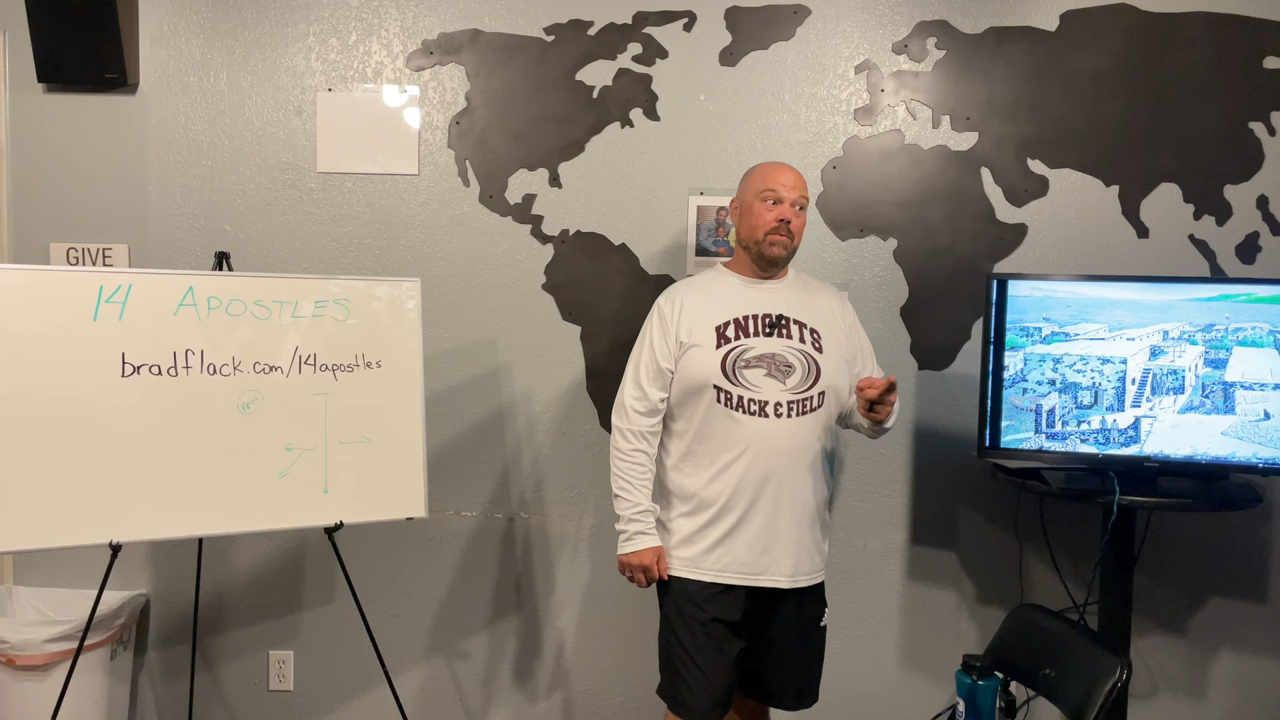 GIVE
14 APOSTLES
bradflack.com/14apostles
KNIGHTS
TRACK & FIELD